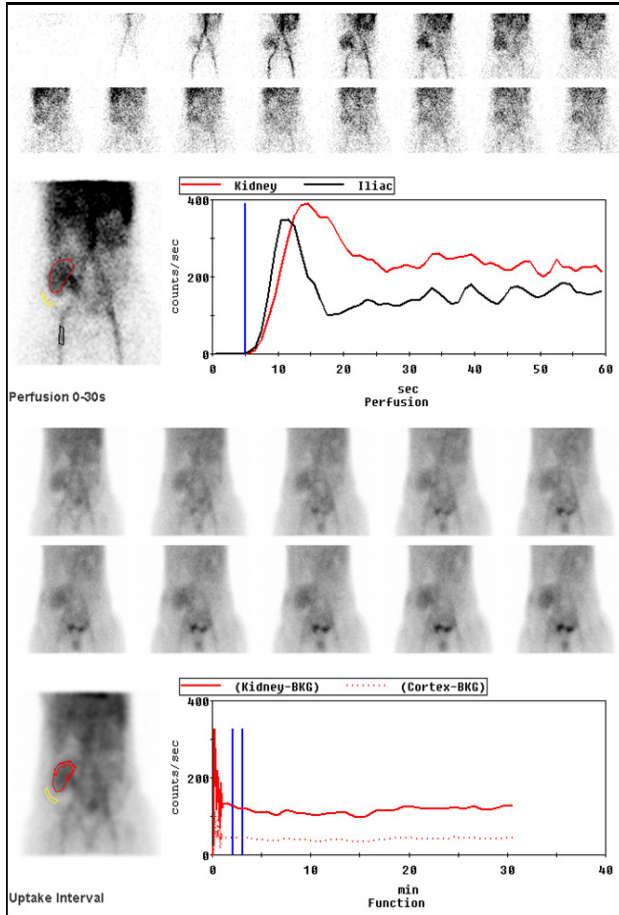 Kidney Iliac
400
200
0
counts/sec
0 10 20 30 40 50 60
sec
Perfusion
Perfusion 0-30s
(Kidney-BKG) (Cortex-BKG)
400
200
0
counts/sec
0 10 20 30 40
min
Function
Uptake Interval